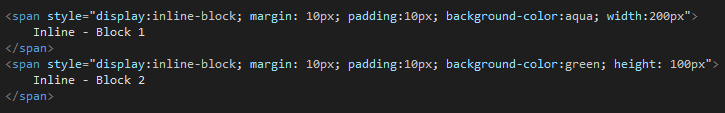 <span style="display:inline-block; margin: 10px; padding:10px; background-color:aqua; width:200px">
    Inline - Block 1
</span>
<span style="display:inline-block; margin: 10px; padding:10px; background-color:green; height: 100px">
    Inline - Block 2
</span>